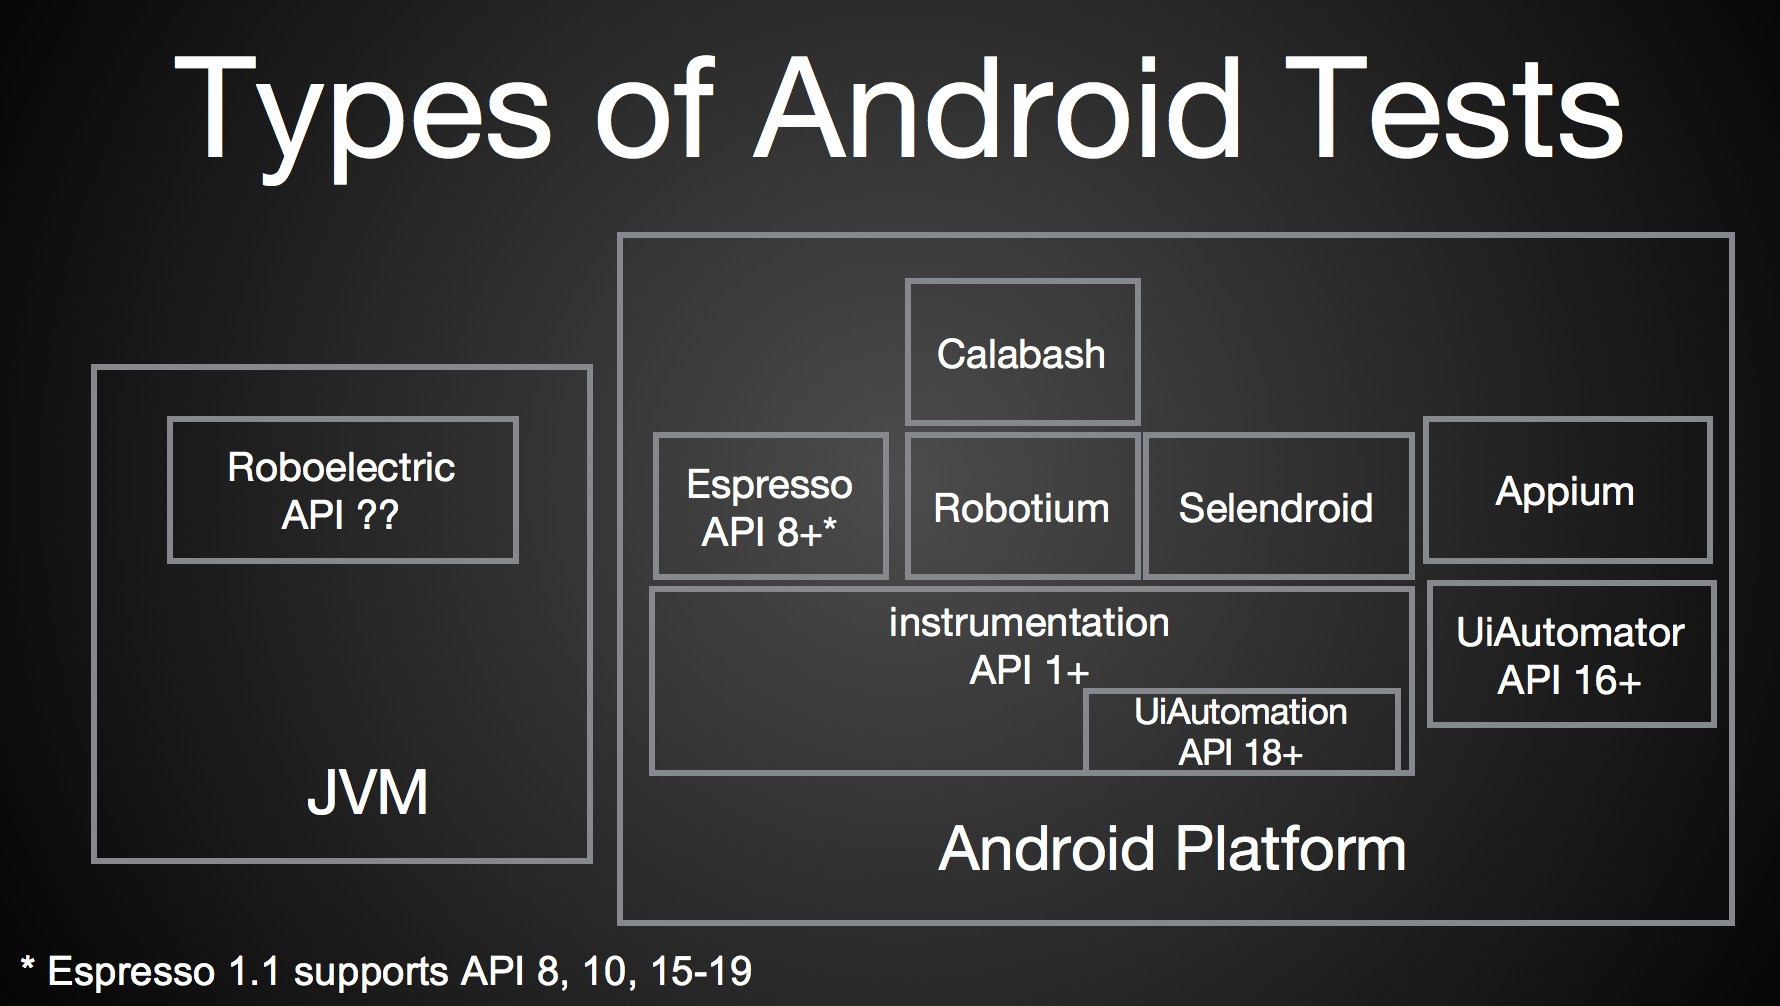 Types of Android Tests
Calabash
Roboelectric
API ??
Espresso
API 8+*
Robotium
Selendroid
Appium
instrumentation
API 1+
UiAutomation
API 18+
UiAutomator
API 16+
JVM
Android Platform
* Espresso 1.1 supports API 8, 10, 15-19